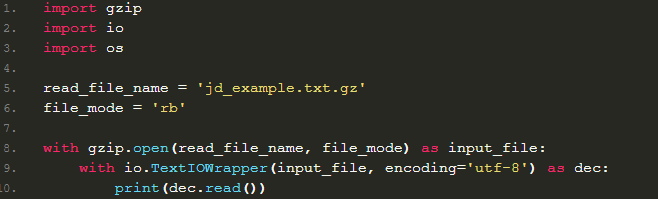 1. import gzip
2. import io
3. import os
4.
5. read_file_name = 'jd_example.txt.gz'
6. file_mode = 'rb'
7.
8. with gzip.open(read_file_name, file_mode) as input_file:
9.     with io.TextIOWrapper(input_file, encoding='utf-8') as dec:
10.         print(dec.read())